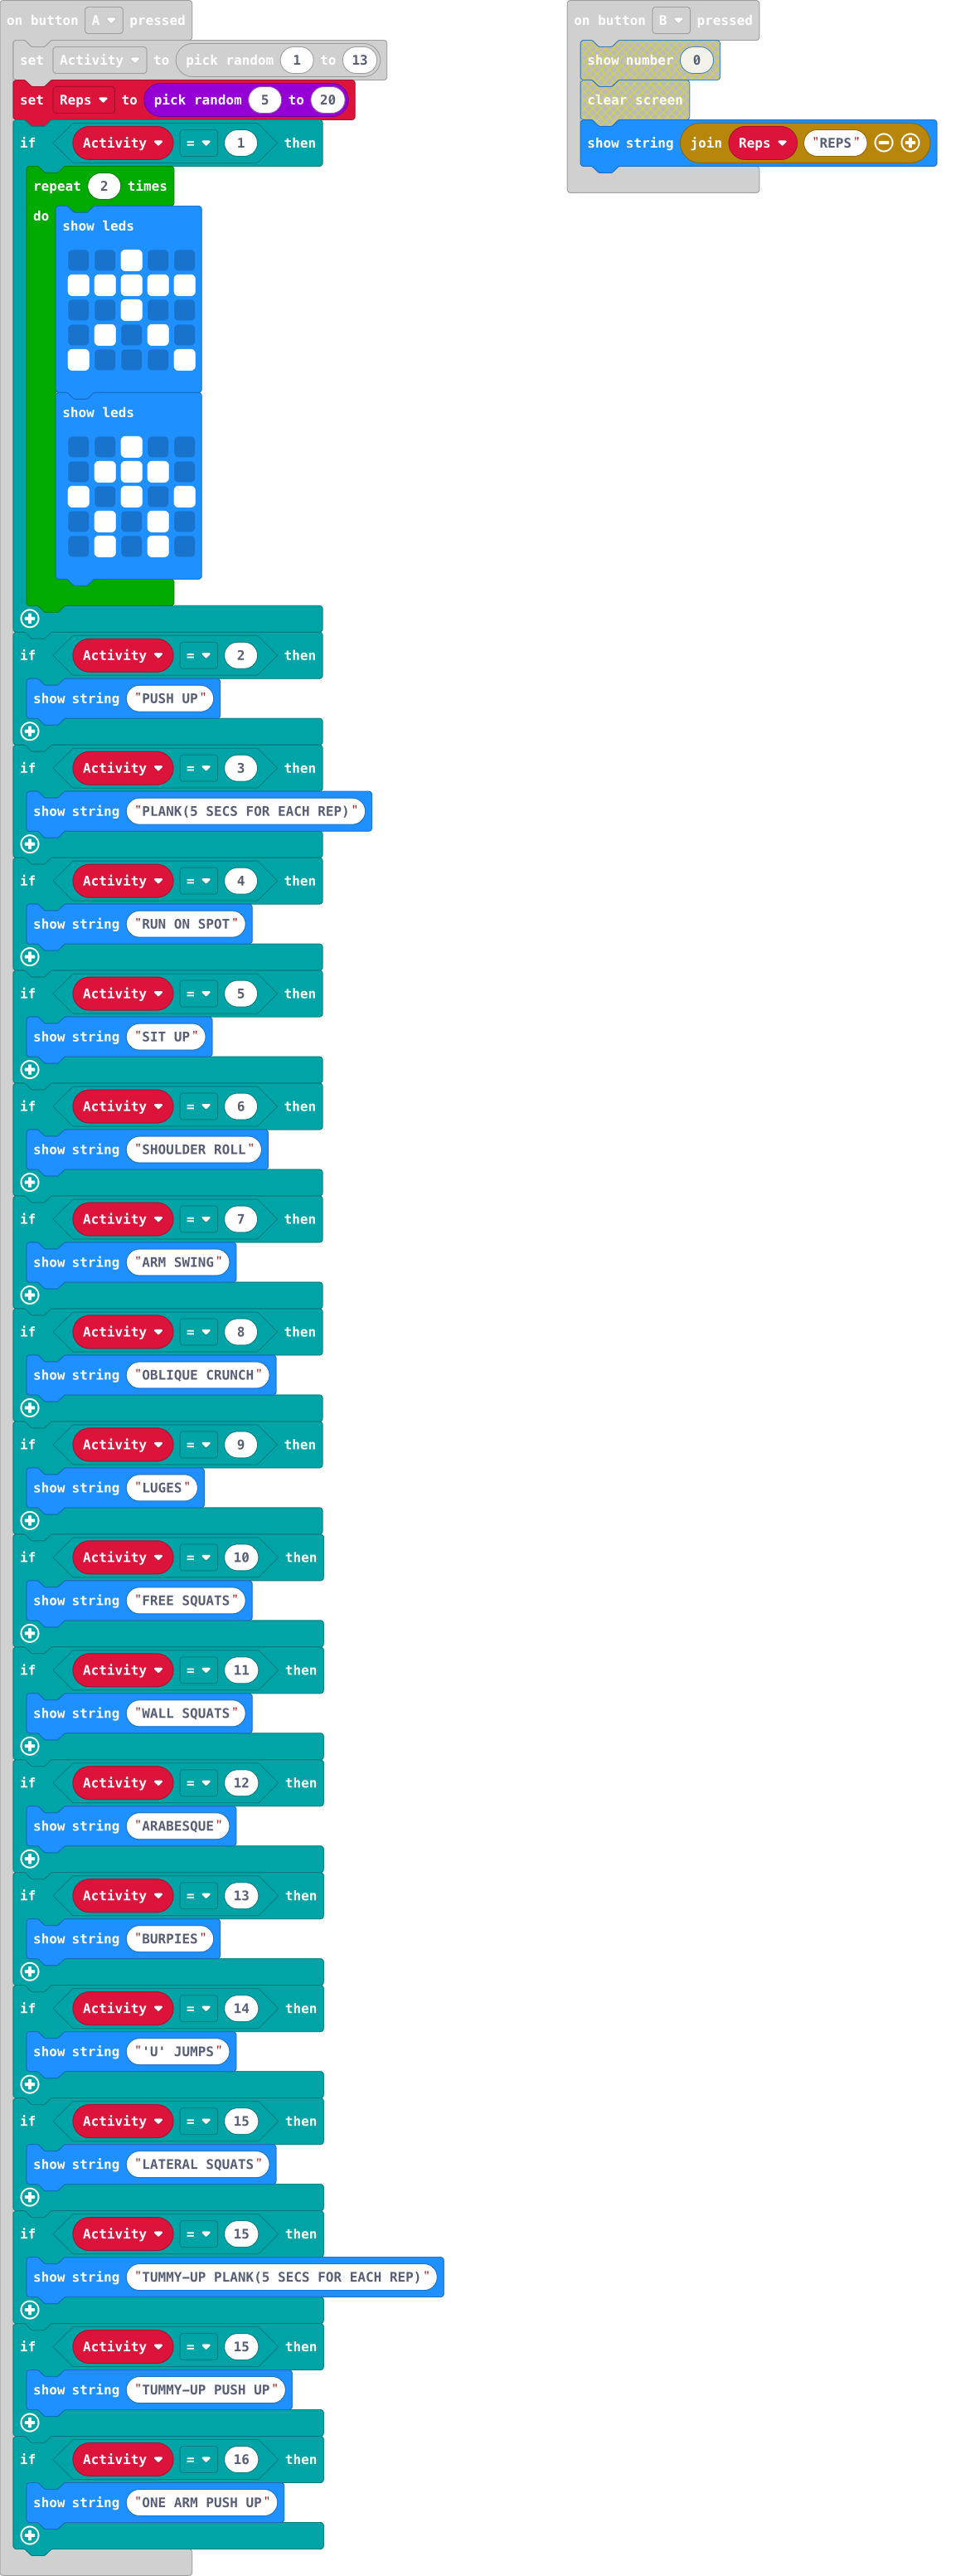 on button A pressed
set Activity to pick random 1 to 13
set Reps to pick random 5 to 20
if Activity = 1 then
repeat 2 times
do
show leds
show leds
if Activity = 2 then
show string "PUSH UP"
if Activity = 3 then
show string "PLANK(5 SECS FOR EACH REP)"
if Activity = 4 then
show string "RUN ON SPOT"
if Activity = 5 then
show string "SIT UP"
if Activity = 6 then
show string "SHOULDER ROLL"
if Activity = 7 then
show string "ARM SWING"
if Activity = 8 then
show string "OBLIQUE CRUNCH"
if Activity = 9 then
show string "LUGES"
if Activity = 10 then
show string "FREE SQUATS"
if Activity = 11 then
show string "WALL SQUATS"
if Activity = 12 then
show string "ARABESQUE"
if Activity = 13 then
show string "BURPIES"
if Activity = 14 then
show string "'U' JUMPS"
if Activity = 15 then
show string "LATERAL SQUATS"
if Activity = 15 then
show string "TUMMY-UP PLANK(5 SECS FOR EACH REP)"
if Activity = 15 then
show string "TUMMY-UP PUSH UP"
if Activity = 16 then
show string "ONE ARM PUSH UP"
on button B pressed
show number 0
clear screen
show string join Reps "REPS"